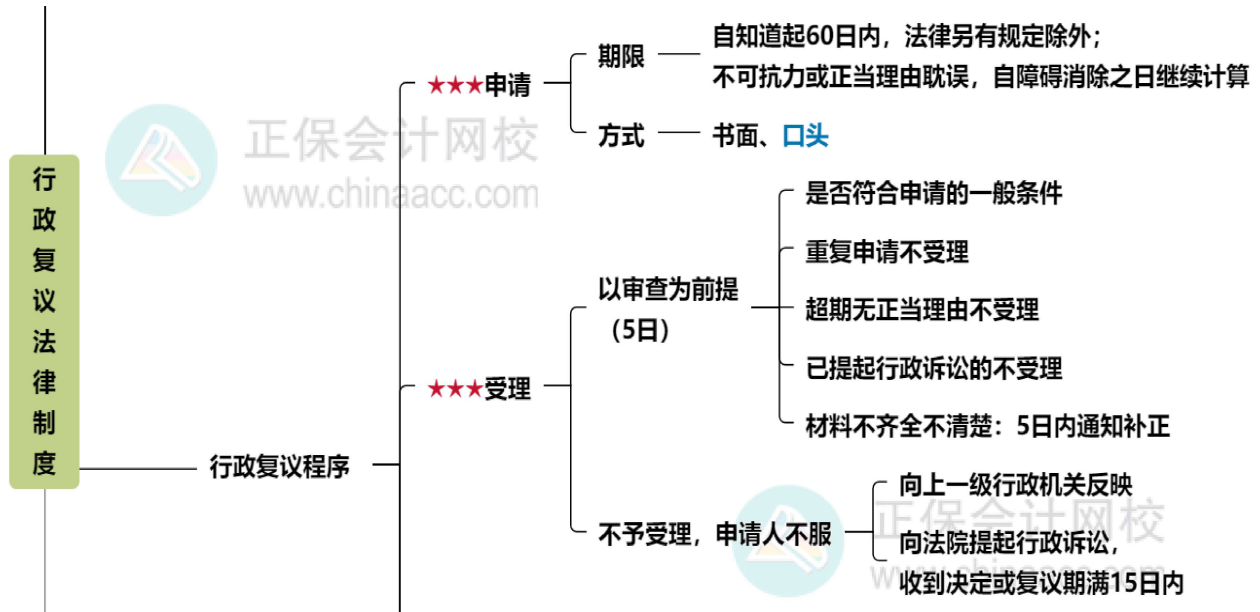 行政复议法律制度
行政复议程序
★★★申请
期限
自知道起60日内，法律另有规定除外；
不可抗力或正当理由耽误，自障碍消除之日继续计算
方式
书面、口头
★★★受理
以审查为前提
（5日）
是否符合申请的一般条件
重复申请不受理
超期无正当理由不受理
已提起行政诉讼的不受理
材料不齐全不清楚：5日内通知补正
不予受理，申请人不服
向上一级行政机关反映
向法院提起行政诉讼，
收到决定或复议期满15日内
正保会计网校
www.chinaacc.com
正保会计网校
www.chinaacc.com